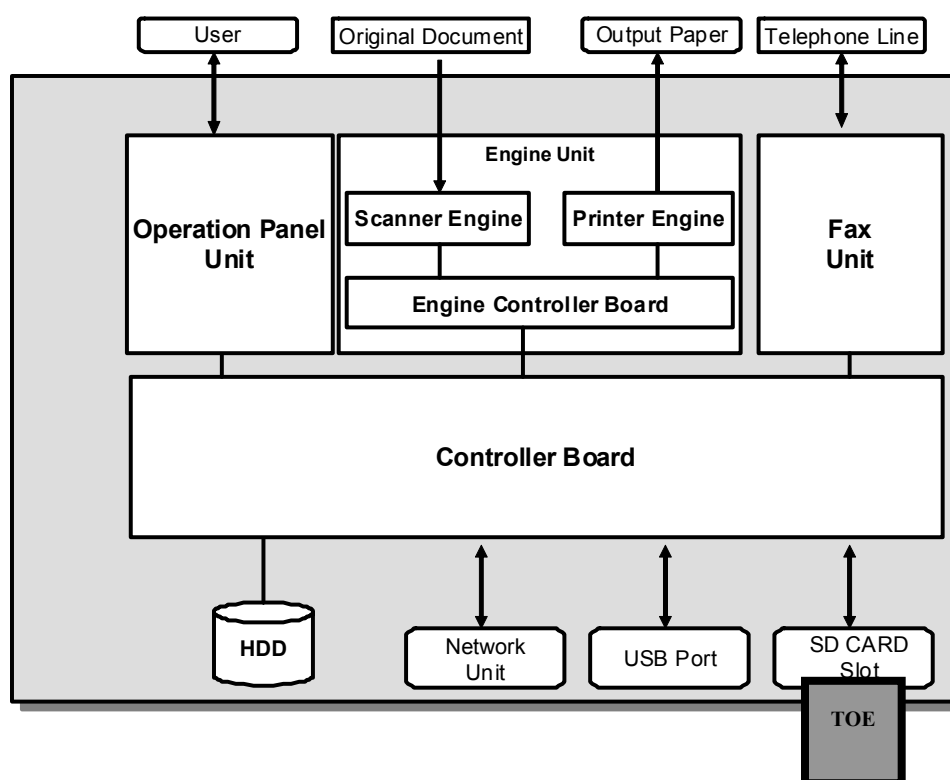 User
Original Document
Output Paper
Telephone Line
Engine Unit
Operation Panel
Unit
Scanner Engine
Printer Engine
Fax
Unit
Engine Controller Board
Controller Board
HDD
Network
Unit
USB Port
SD CARD
Slot
TOE